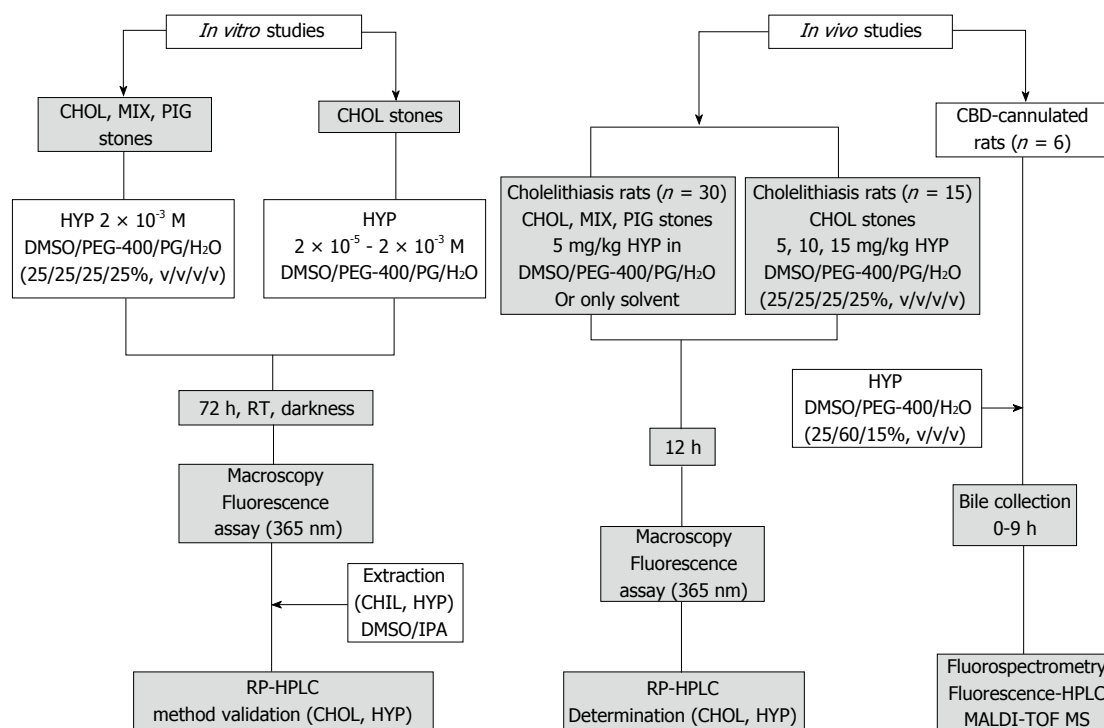 In vitro studies
CHOL, MIX, PIG
stones
CHOL stones
HYP 2 × 10⁻³ M
DMSO/PEG-400/PG/H₂O
(25/25/25/25%, v/v/v/v)
HYP
2 × 10⁻⁵ - 2 × 10⁻³ M
DMSO/PEG-400/PG/H₂O
72 h, RT, darkness
Macroscopy
Fluorescence
assay (365 nm)
Extraction
(CHIL, HYP)
DMSO/IPA
RP-HPLC
method validation (CHOL, HYP)
In vivo studies
Cholelithiasis rats (n = 30)
CHOL, MIX, PIG stones
5 mg/kg HYP in
DMSO/PEG-400/PG/H₂O
Or only solvent
Cholelithiasis rats (n = 15)
CHOL stones
5, 10, 15 mg/kg HYP
DMSO/PEG-400/PG/H₂O
(25/25/25/25%, v/v/v/v)
12 h
Macroscopy
Fluorescence
assay (365 nm)
RP-HPLC
Determination (CHOL, HYP)
CBD-cannulated
rats (n = 6)
HYP
DMSO/PEG-400/H₂O
(25/60/15%, v/v/v)
Bile collection
0-9 h
Fluorospectrometry
Fluorescence-HPLC
MALDI-TOF MS